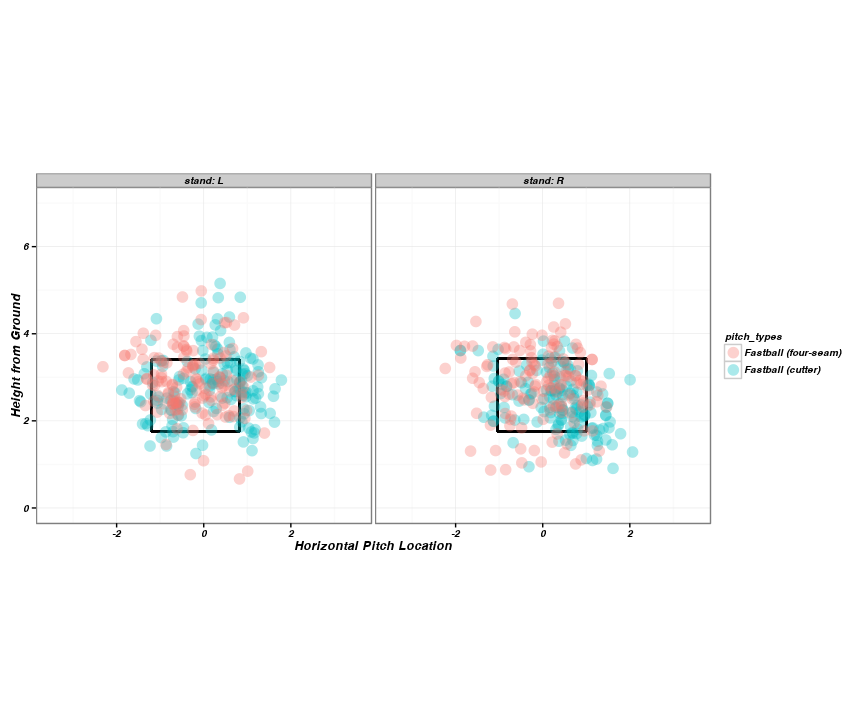 stand: L
stand: R
6
4
2
0
-2
0
2
-2
0
2
Height from Ground
Horizontal Pitch Location
pitch_types
Fastball (four-seam)
Fastball (cutter)